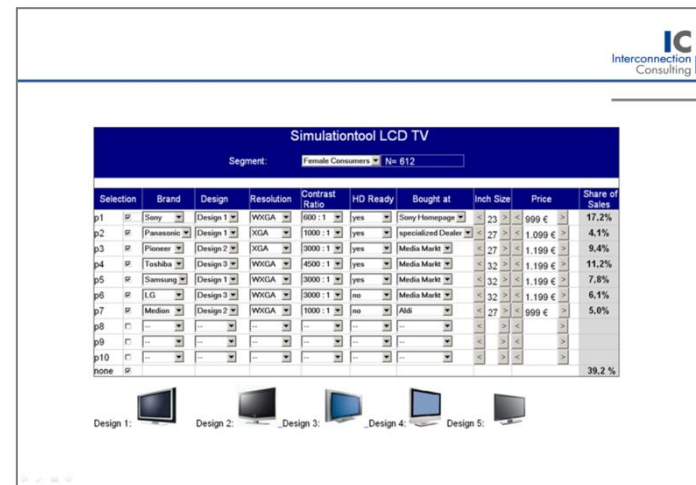 IC
Interconnection
Consulting
Simulationtool LCD TV
Segment: Female Consumers N= 612
Selection Brand Design Resolution Contrast Ratio HD Ready Bought at Inch Size Price Share of Sales
p1 Sony Design 1 WXGA 600 : 1 yes Sony Homepage < 23 > < 999 € > 17,2%
p2 Panasonic Design 1 XGA 1000 : 1 yes specialized Dealer < 27 > < 1.099 € > 4,1%
p3 Pioneer Design 2 XGA 3000 : 1 yes Media Markt < 27 > < 1.199 € > 9,4%
p4 Toshiba Design 3 WXGA 4500 : 1 yes Media Markt < 32 > < 1.199 € > 11,2%
p5 Samsung Design 1 WXGA 3000 : 1 yes Media Markt < 32 > < 1.199 € > 7,8%
p6 LG Design 3 WXGA 3000 : 1 no Media Markt < 32 > < 1.199 € > 6,1%
p7 Medion Design 2 WXGA 1000 : 1 no Aldi < 27 > < 999 € > 5,0%
p8 -- -- -- -- -- -- < > < >
p9 -- -- -- -- -- -- < > < >
p10 -- -- -- -- -- -- < > < >
none 39,2 %
Design 1: Design 2: _Design 3: _Design 4: Design 5: